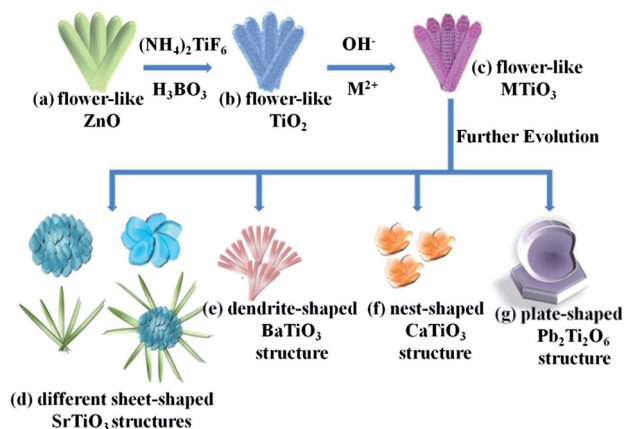 (NH₄)₂TiF₆
H₃BO₃
OH⁻
M²⁺
(a) flower-like
ZnO
(b) flower-like
TiO₂
(c) flower-like
MTiO₃
Further Evolution
(d) different sheet-shaped
SrTiO₃ structures
(e) dendrite-shaped
BaTiO₃
structure
(f) nest-shaped
CaTiO₃
structure
(g) plate-shaped
Pb₂Ti₂O₆
structure